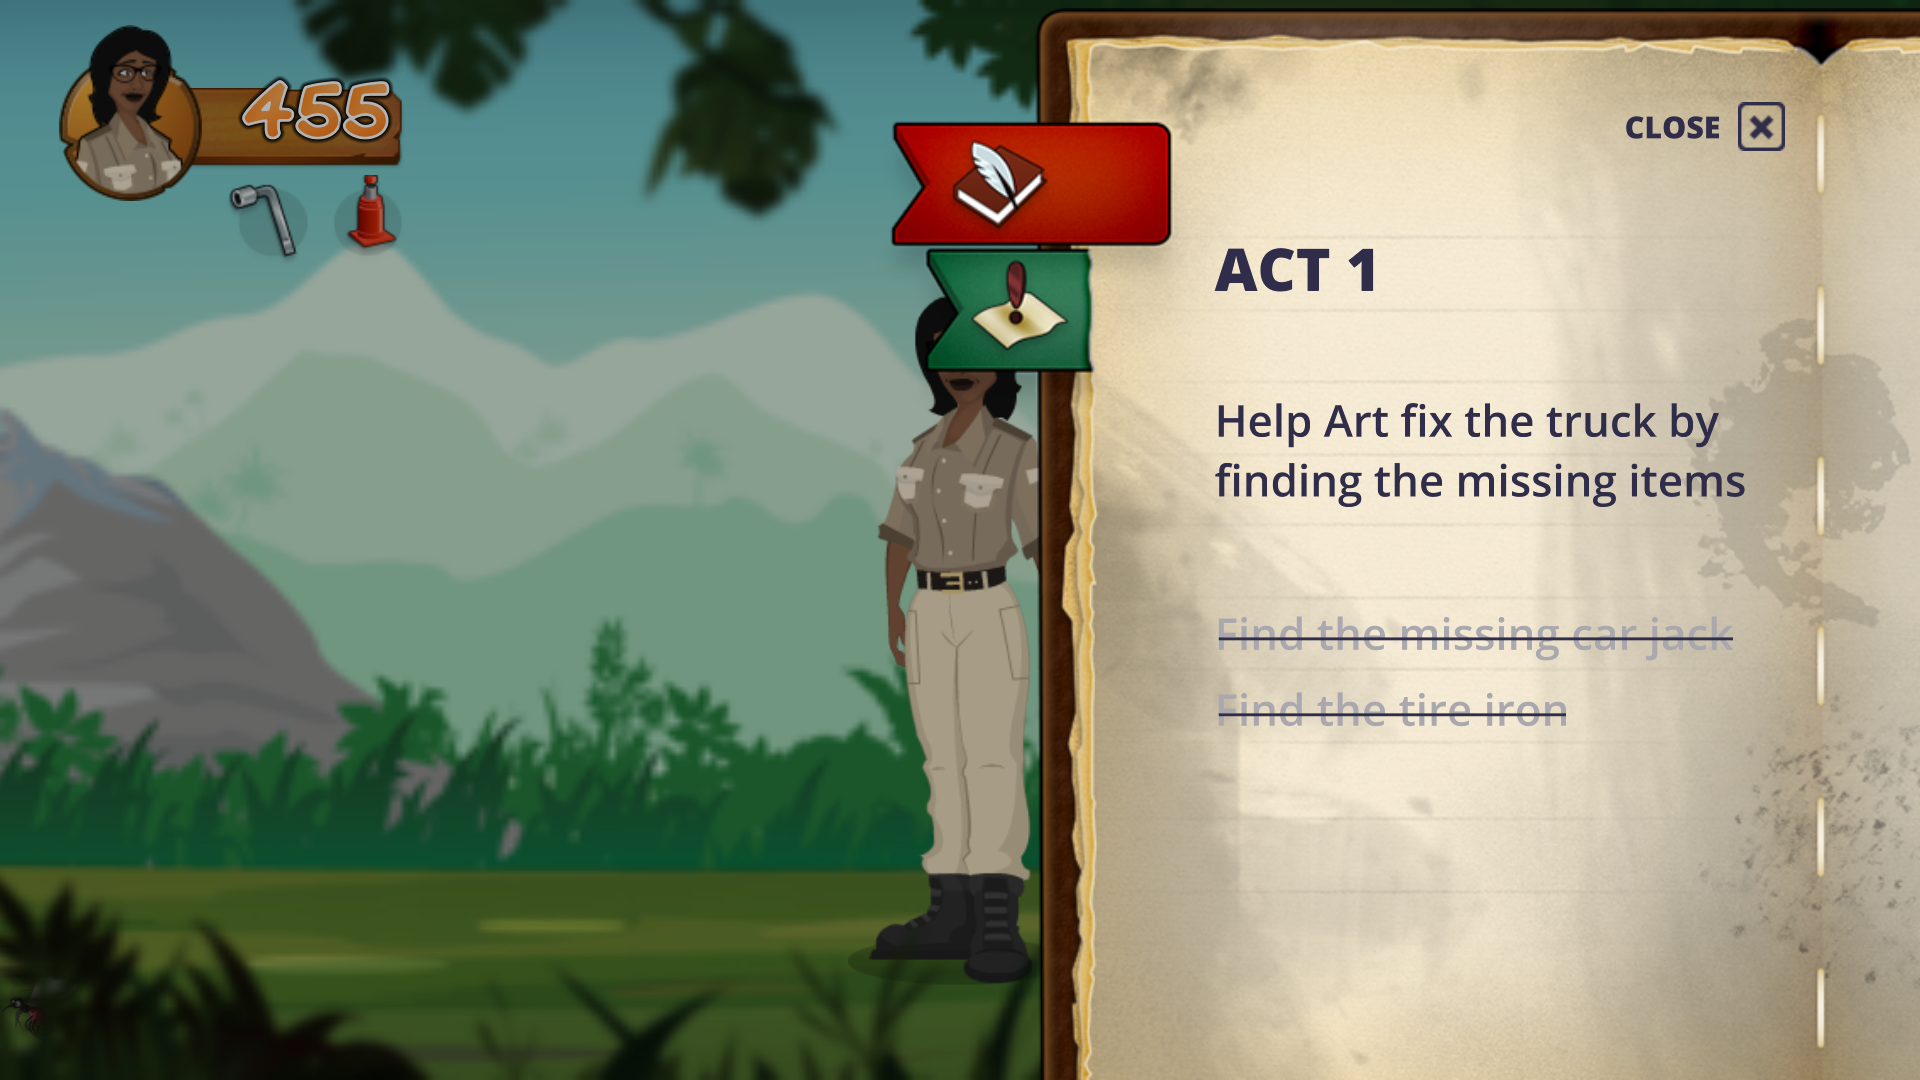 455
CLOSE
ACT 1
Help Art fix the truck by
finding the missing items
Find the missing car jack
Find the tire iron